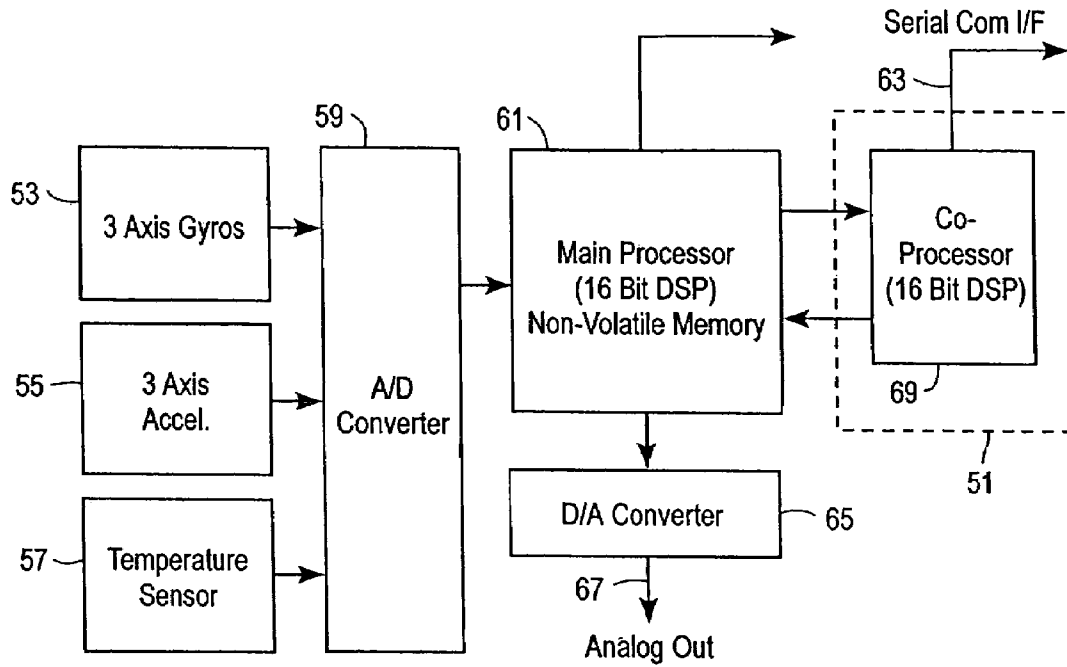 Serial Com I/F
63
59
61
53
3 Axis Gyros
Co-
Processor
(16 Bit DSP)
Main Processor
(16 Bit DSP)
Non-Volatile Memory
55
3 Axis
Accel.
A/D
Converter
69
51
D/A Converter
65
57
Temperature
Sensor
67
Analog Out